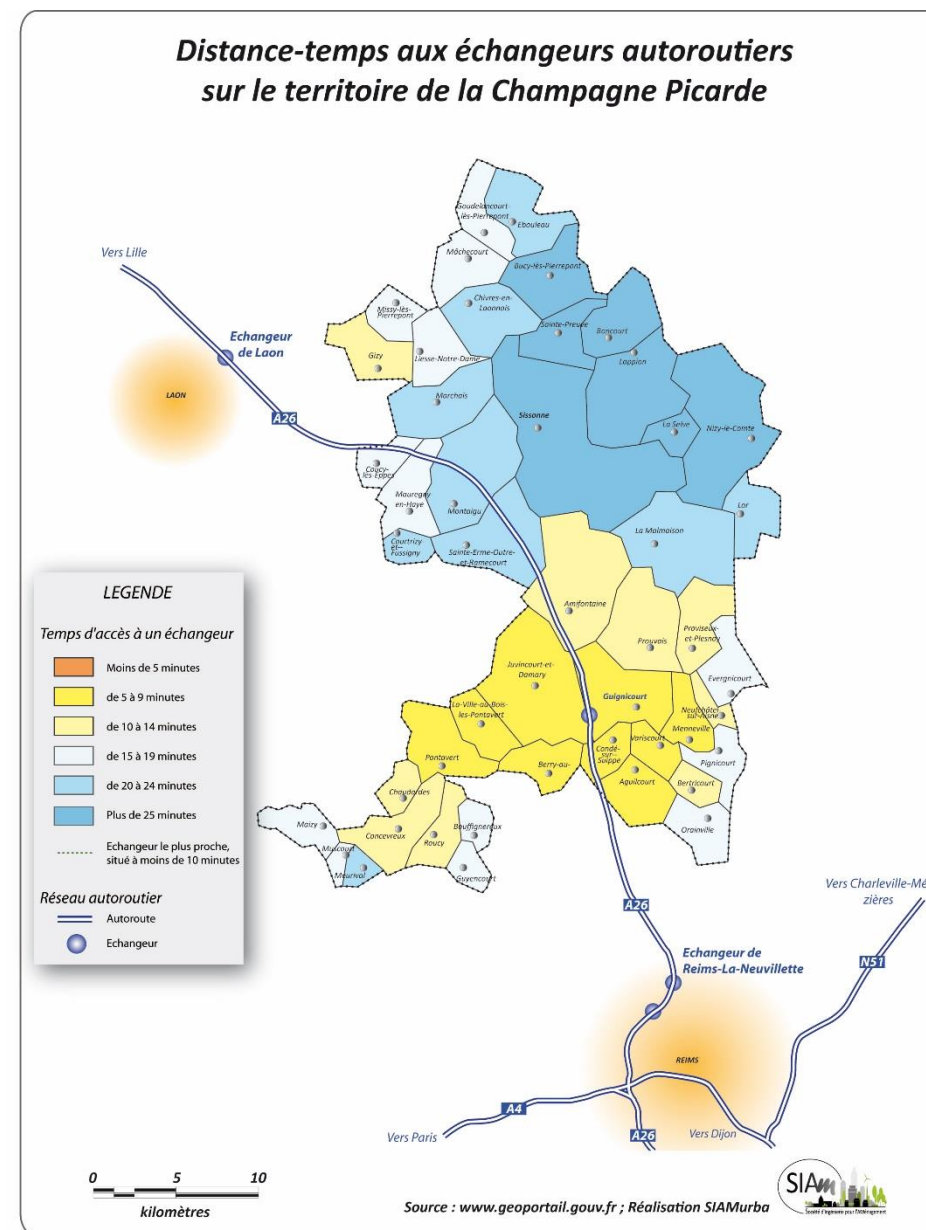 Distance-temps aux échangeurs autoroutiers
sur le territoire de la Champagne Picarde
Goudelancourt
-lès-Pierrepont
Ebouleau
Vers Lille
Mâchecourt
Bucy-lès-Pierrepont
Missy-lès-
Pierrepont
Chivres-en-
Laonnois
Echangeur
de Laon
Sainte-Preuve
Boncourt
Gizy
Liesse-Notre-Dame
Lappion
LAON
Marchais
A26
Sissonne
La Selve
Nizy-le-Comte
Coucy-
lès-Eppes
Mauregny
en-Haye
Montaigu
Lor
Courtrizy-
et-
Fussigny
Sainte-Erme-Outre-
et-Ramecourt
La Malmaison
LEGENDE
Temps d'accès à un échangeur
Moins de 5 minutes
de 5 à 9 minutes
de 10 à 14 minutes
de 15 à 19 minutes
de 20 à 24 minutes
Plus de 25 minutes
Echangeur le plus proche,
situé à moins de 10 minutes
Réseau autoroutier
Autoroute
Echangeur
Amifontaine
Prouvais
Proviseux-
et-Plesnoy
Juvincourt-et-
Damary
Evergnicourt
La-Ville-au-Bois-
les-Pontavert
Guignicourt
Neufchâtel
sur-Aisne
Menneville
Variscourt
Condé-
sur-
Suippe
Pignicourt
Pontavert
Berry-au-
Aguilcourt
Bertricourt
Chaudardes
Orainville
Maizy
Concevreux
Roucy
Bouffignereux
Muscourt
Meurival
Guyencourt
Vers Charleville-Mé
zières
A26
Echangeur de
Reims-La-Neuvillette
N51
REIMS
A4
Vers Paris
A26
Vers Dijon
0 5 10
kilomètres
Source : www.geoportail.gouv.fr ; Réalisation SIAMurba
SIAm
Société d'Ingénierie pour l'Aménagement